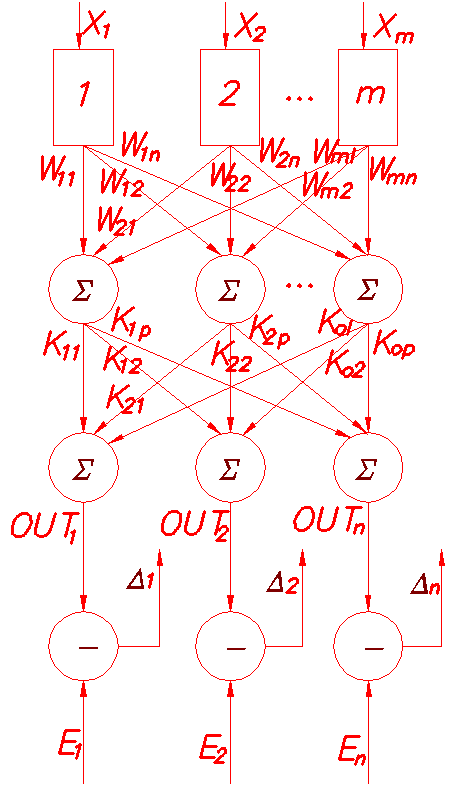 X1 X2 Xm
1 2 ... m
W11 W1n W12 W21 W22 W2n Wm1 Wm2 Wmn
Σ Σ ... Σ
K11 K1p K12 K21 K22 K2p Ko1 Ko2 Kop
Σ Σ Σ
OUT1 OUT2 OUTn
Δ1 Δ2 Δn
− − −
E1 E2 En